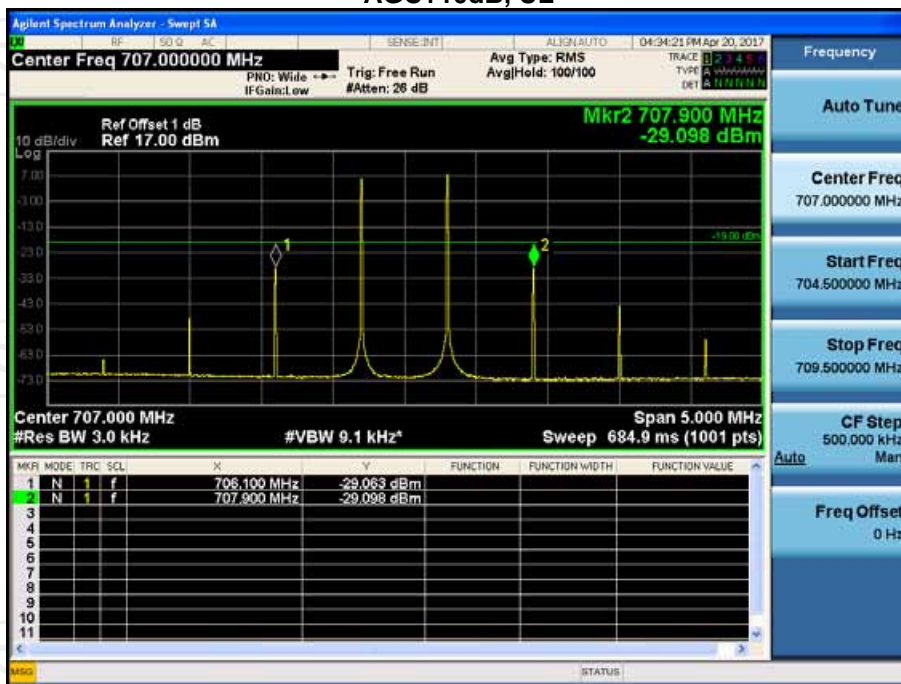 Agilent Spectrum Analyzer - Swept SA
RF 50 Ω AC SENSE:INT ALIGN AUTO 04:34:21 PM Apr 20, 2017
Center Freq 707.000000 MHz
PNO: Wide
IFGain:Low
Trig: Free Run
#Atten: 26 dB
Avg Type: RMS
Avg|Hold: 100/100
TRACE 1 2 3 4 5 6
TYPE A
DET A N N N N N
Mkr2 707.900 MHz
-29.098 dBm
Ref Offset 1 dB
Ref 17.00 dBm
10 dB/div
Log
7.00
-3.00
-13.0
-23.0
-33.0
-43.0
-53.0
-63.0
-73.0
-19.00 dBm
1
2
Center 707.000 MHz Span 5.000 MHz
#Res BW 3.0 kHz #VBW 9.1 kHz* Sweep 684.9 ms (1001 pts)
MKR MODE TRC SCL X Y FUNCTION FUNCTION WIDTH FUNCTION VALUE
1 N 1 f 706.100 MHz -29.063 dBm
2 N 1 f 707.900 MHz -29.098 dBm
3
4
5
6
7
8
9
10
11
MSG STATUS
Frequency
Auto Tune
Center Freq
707.000000 MHz
Start Freq
704.500000 MHz
Stop Freq
709.500000 MHz
CF Step
500.000 kHz
Auto Man
Freq Offset
0 Hz